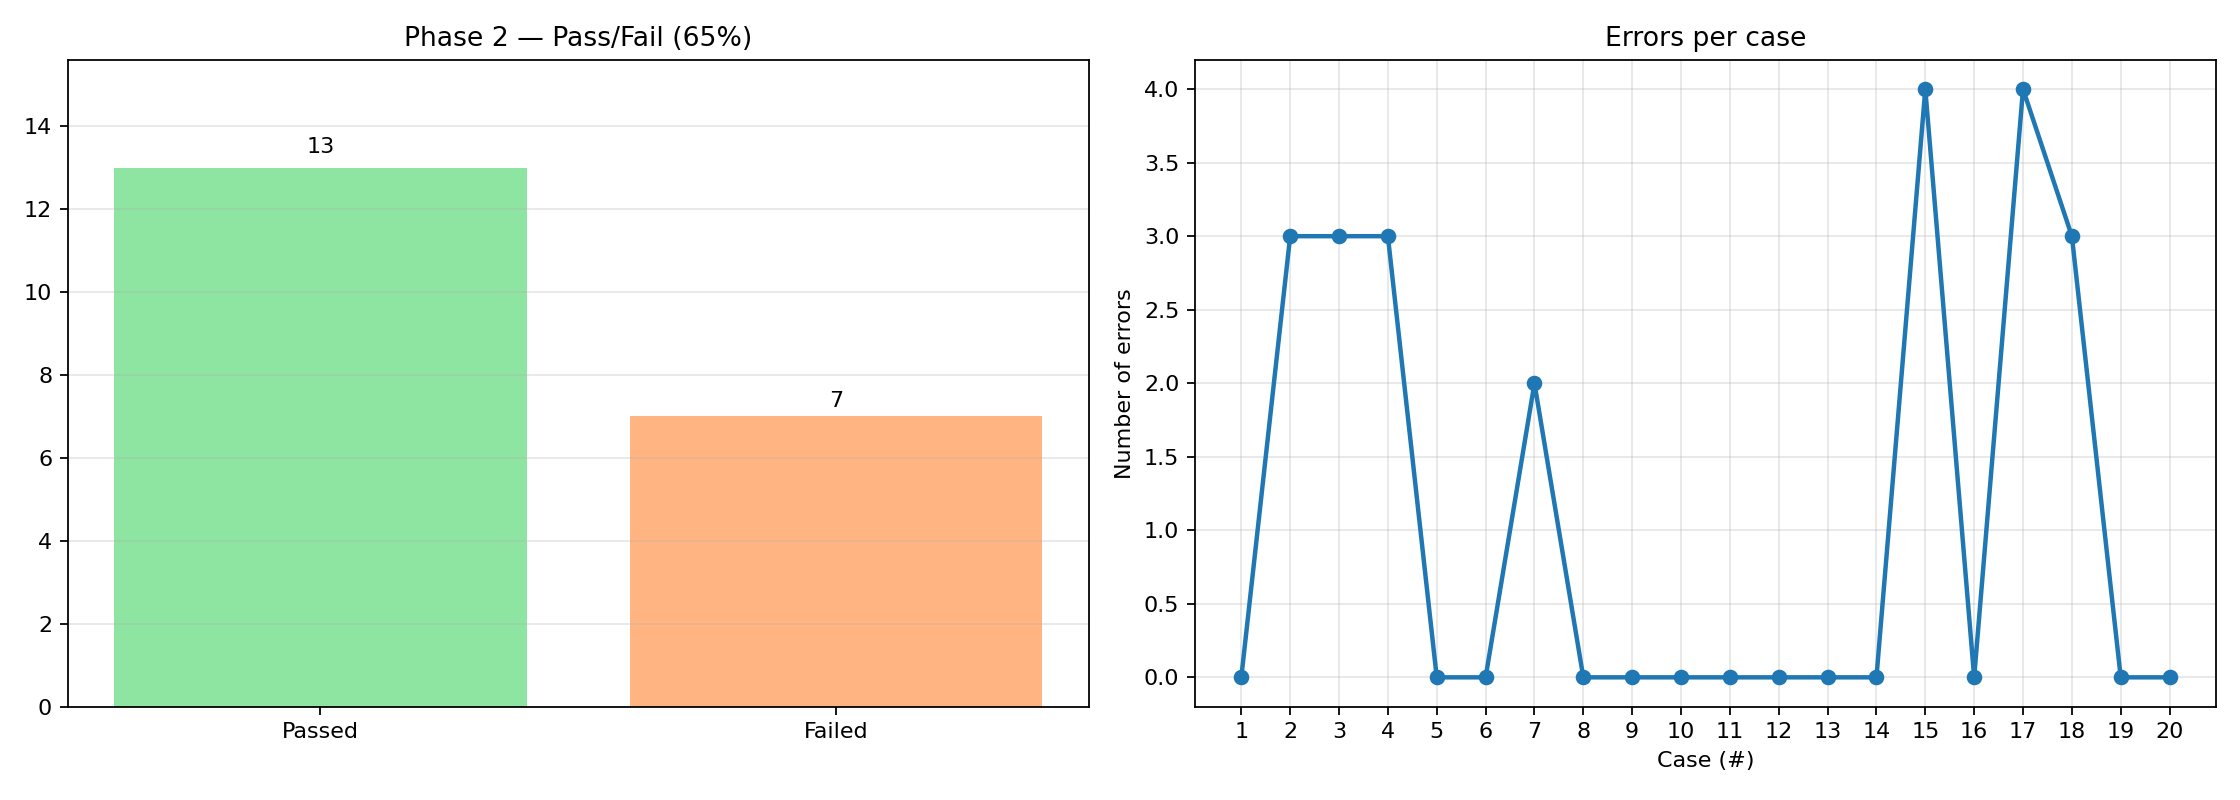 Phase 2 — Pass/Fail (65%)
14
12
10
8
6
4
2
0
13
7
Passed
Failed
Errors per case
Number of errors
4.0
3.5
3.0
2.5
2.0
1.5
1.0
0.5
0.0
1 2 3 4 5 6 7 8 9 10 11 12 13 14 15 16 17 18 19 20
Case (#)